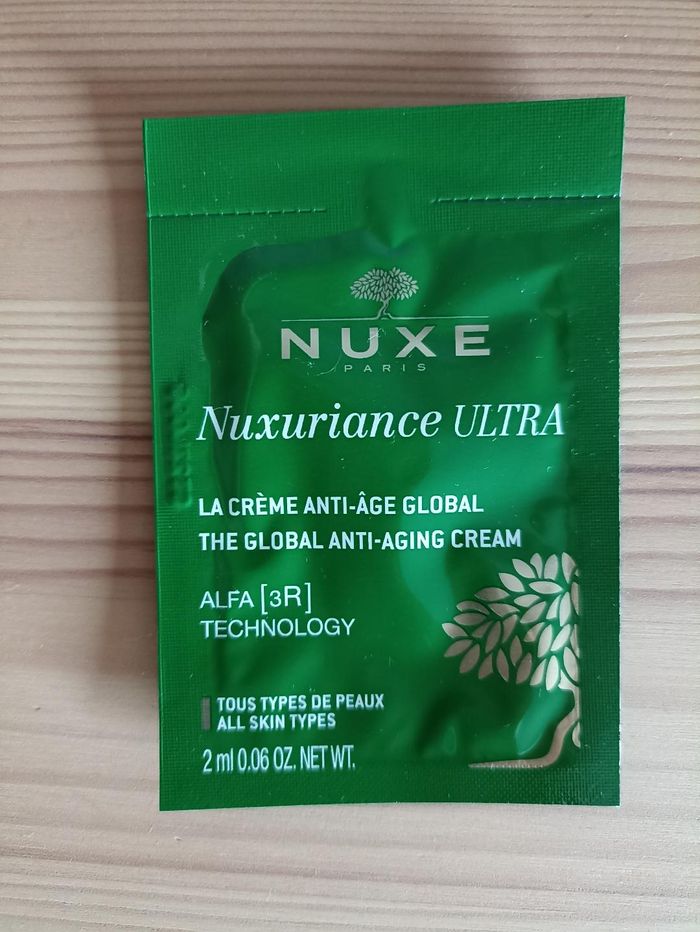 NUXE
PARIS
Nuxuriance ULTRA
LA CRÈME ANTI-ÂGE GLOBAL
THE GLOBAL ANTI-AGING CREAM
ALFA [3R]
TECHNOLOGY
TOUS TYPES DE PEAUX
ALL SKIN TYPES
2 ml 0.06 OZ. NET WT.